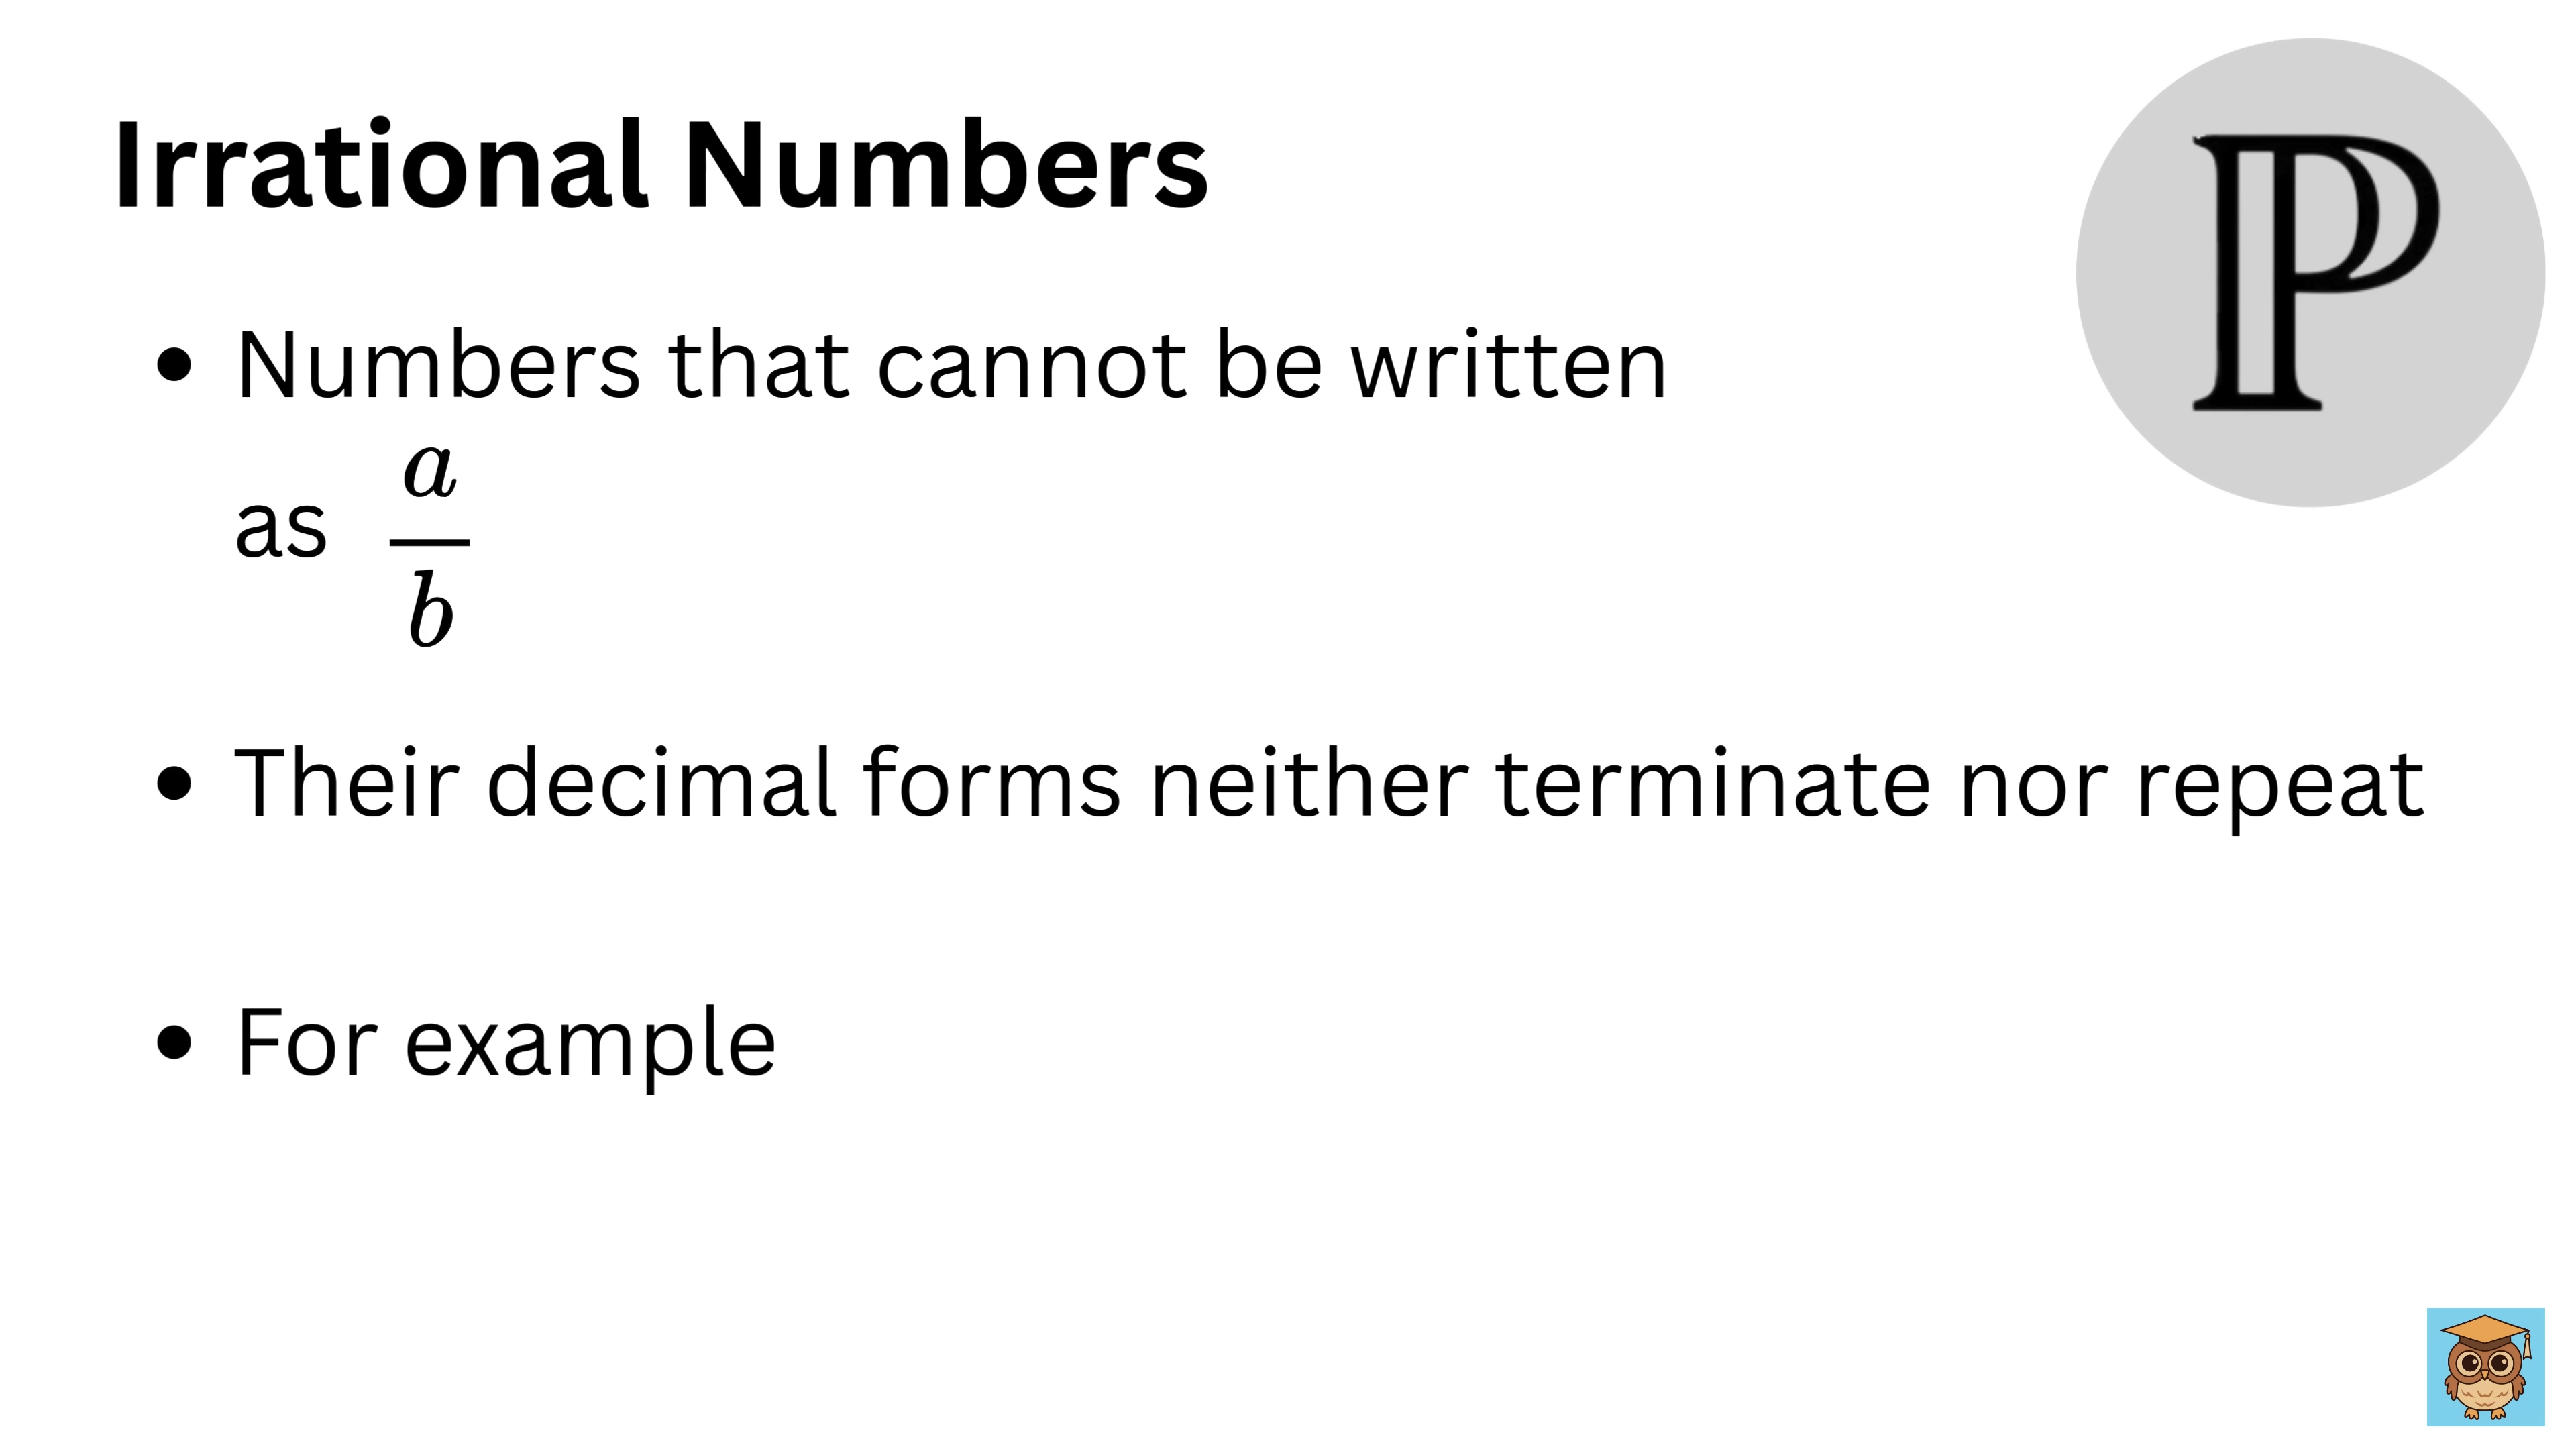 Irrational Numbers
ℙ
• Numbers that cannot be written
as a/b
• Their decimal forms neither terminate nor repeat
• For example